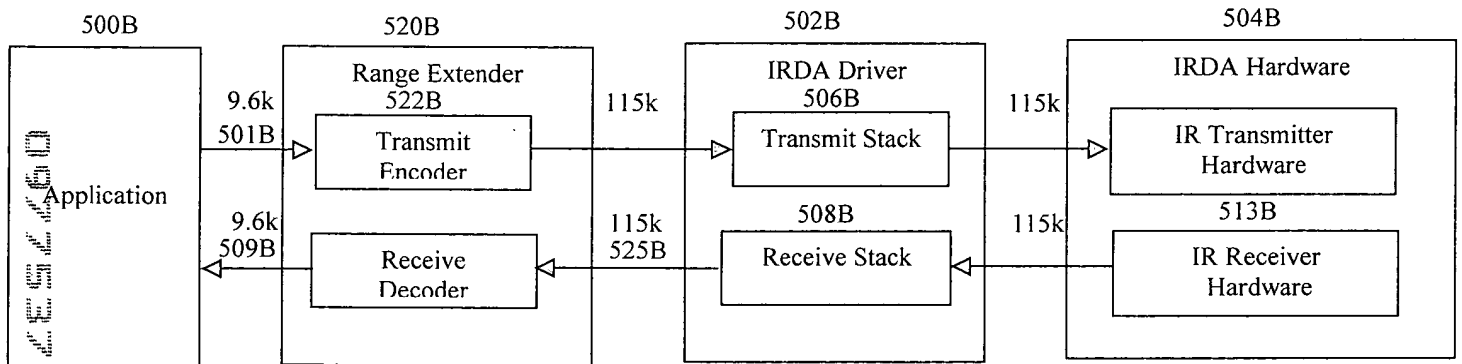 500B
520B
502B
504B
Range Extender
IRDA Driver
IRDA Hardware
9.6k
522B
115k
506B
115k
501B
Transmit
Encoder
Transmit Stack
IR Transmitter
Hardware
Application
9.6k
115k
508B
115k
513B
509B
525B
Receive
Decoder
Receive Stack
IR Receiver
Hardware